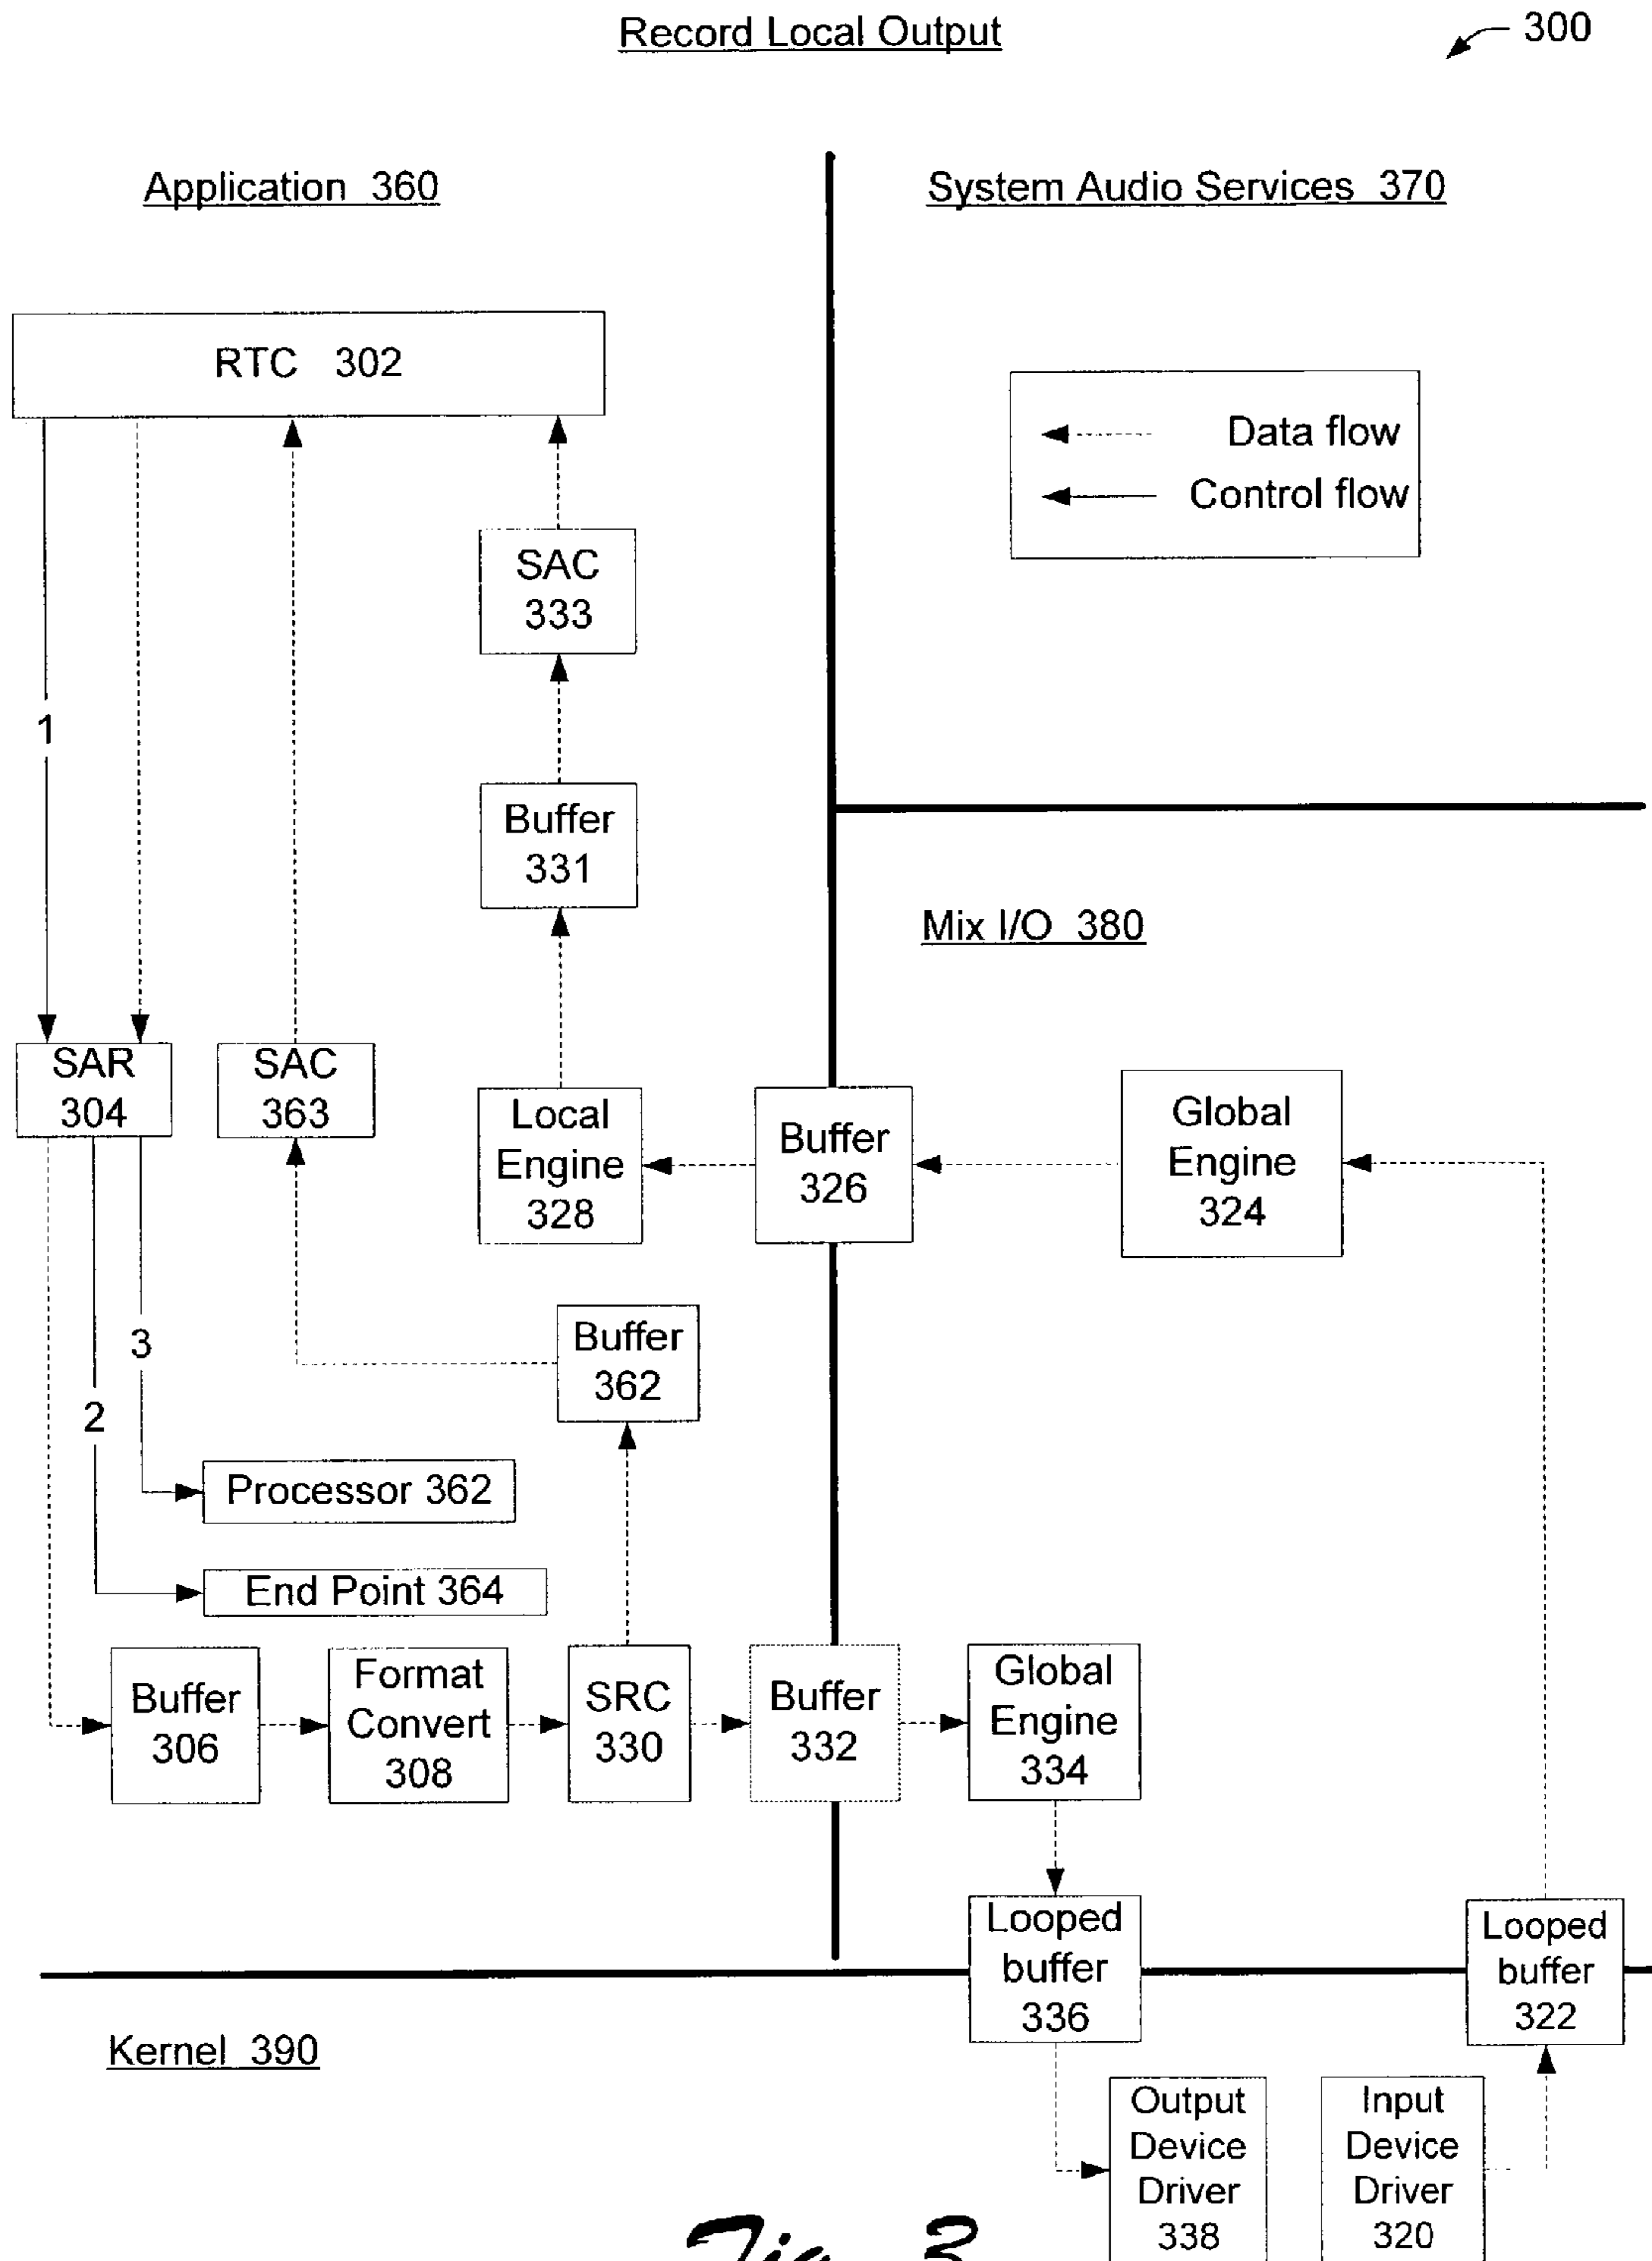 Record Local Output
300
Application 360
System Audio Services 370
RTC 302
Data flow
Control flow
SAC
333
1
Buffer
331
Mix I/O 380
SAR
304
SAC
363
Local
Engine
328
Buffer
326
Global
Engine
324
Buffer
362
3
2
Processor 362
End Point 364
Buffer
306
Format
Convert
308
SRC
330
Buffer
332
Global
Engine
334
Looped
buffer
336
Looped
buffer
322
Kernel 390
Output
Device
Driver
338
Input
Device
Driver
320
Fig. 3